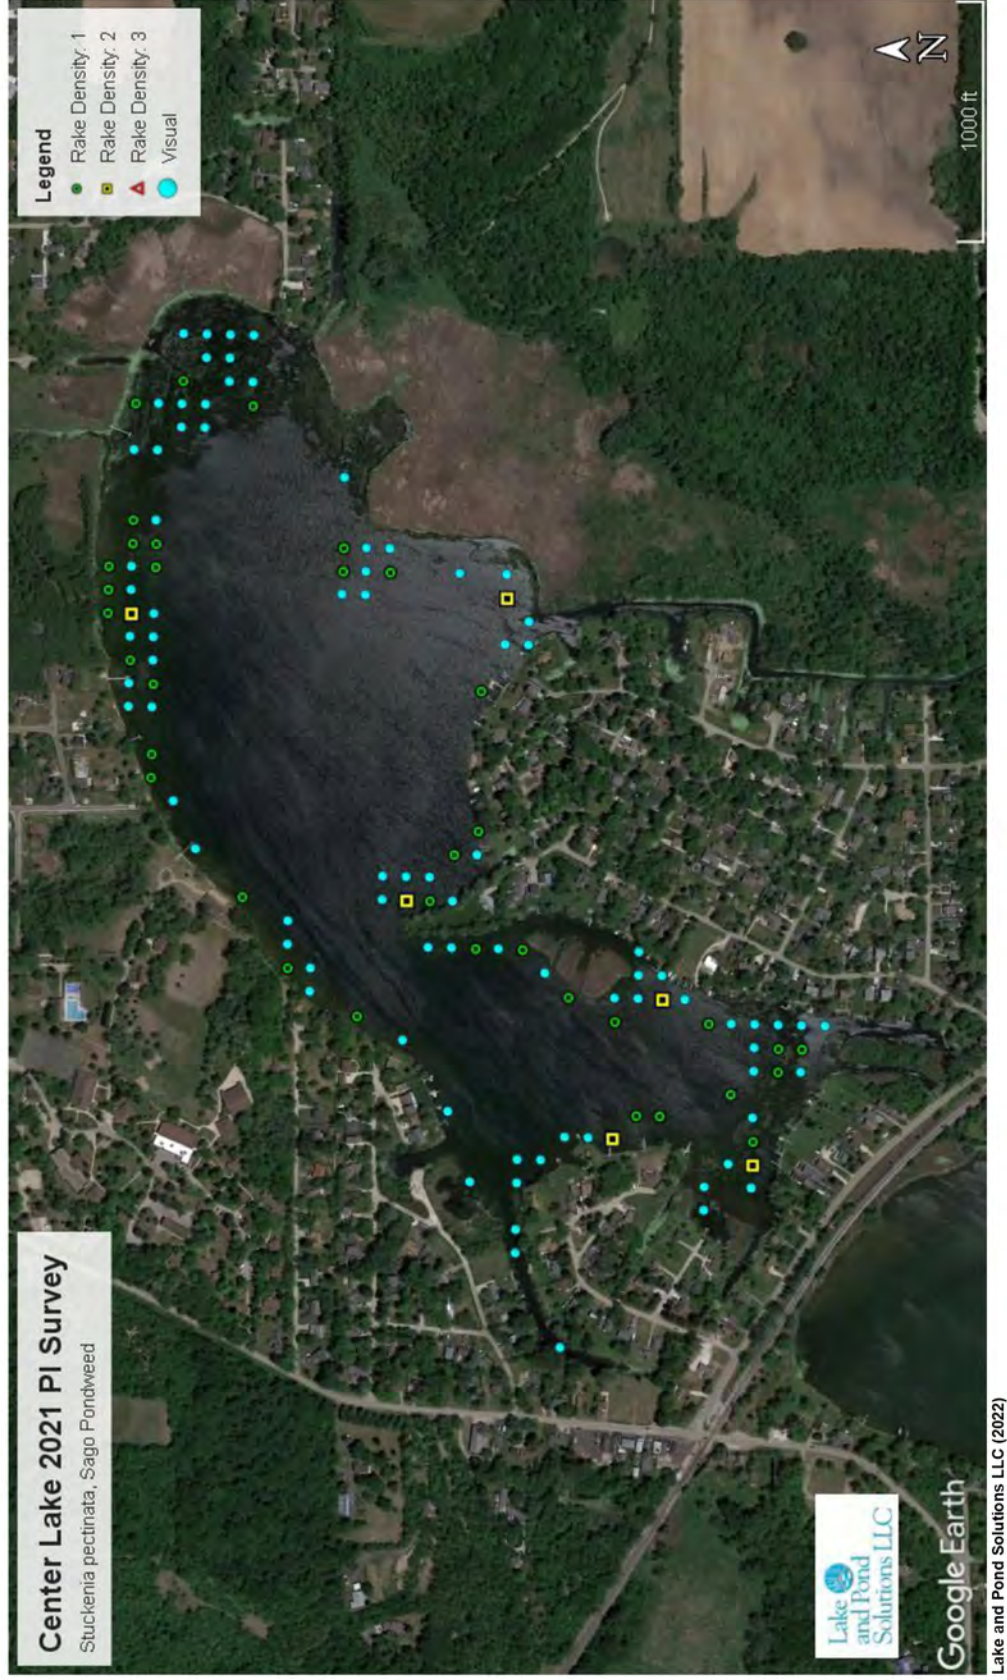 Center Lake 2021 PI Survey
Stuckenia pectinata, Sago Pondweed
Legend
Rake Density: 1
Rake Density: 2
Rake Density: 3
Visual
N
1000 ft
Lake
and Pond
Solutions LLC
Google Earth
Lake and Pond Solutions LLC (2022)